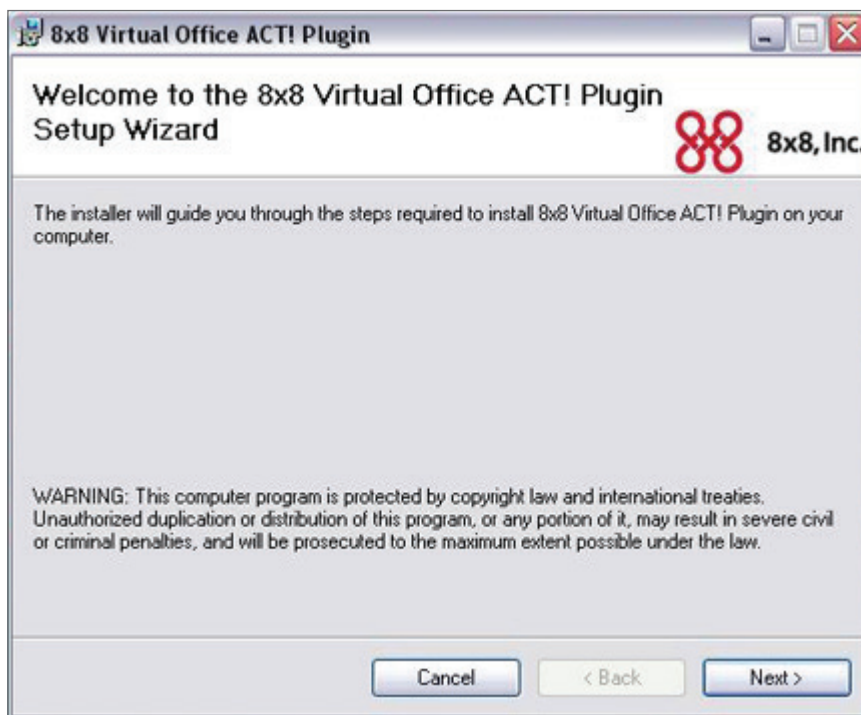 8x8 Virtual Office ACT! Plugin
Welcome to the 8x8 Virtual Office ACT! Plugin
Setup Wizard
8x8, Inc.
The installer will guide you through the steps required to install 8x8 Virtual Office ACT! Plugin on your
computer.
WARNING: This computer program is protected by copyright law and international treaties.
Unauthorized duplication or distribution of this program, or any portion of it, may result in severe civil
or criminal penalties, and will be prosecuted to the maximum extent possible under the law.
Cancel < Back Next >